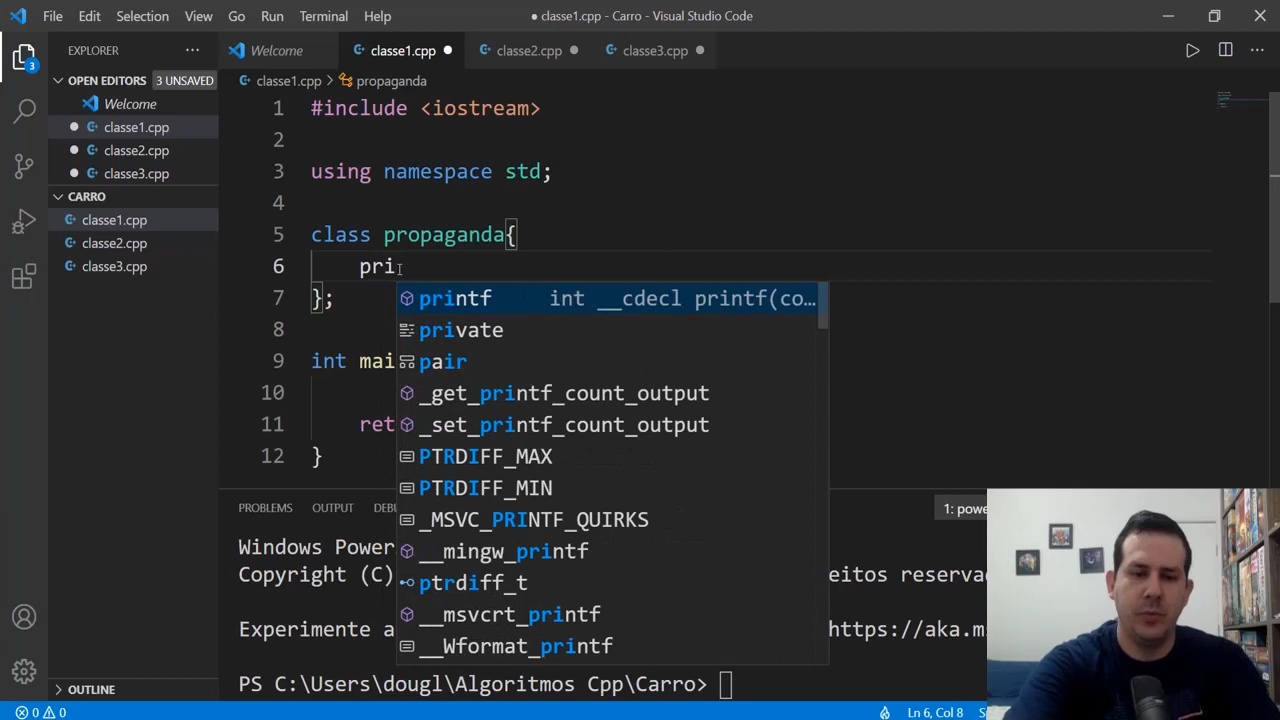 File Edit Selection View Go Run Terminal Help
classe1.cpp - Carro - Visual Studio Code
EXPLORER
Welcome
classe1.cpp
classe2.cpp
classe3.cpp
3
OPEN EDITORS
3 UNSAVED
Welcome
classe1.cpp
classe2.cpp
classe3.cpp
CARRO
classe1.cpp
classe2.cpp
classe3.cpp
OUTLINE
classe1.cpp > propaganda
1 #include <iostream>
2
3 using namespace std;
4
5 class propaganda{
6 pri
7 };
8
9 int mai
10
11 ret
12 }
printf int __cdecl printf(co…
private
pair
_get_printf_count_output
_set_printf_count_output
PTRDIFF_MAX
PTRDIFF_MIN
_MSVC_PRINTF_QUIRKS
__mingw_printf
ptrdiff_t
__msvcrt_printf
__Wformat_printf
PROBLEMS OUTPUT DEB
1: powe
Windows Power
Copyright (C) eitos reserva
Experimente a https://aka.m
PS C:\Users\dougl\Algoritmos Cpp\Carro>
0 0
Ln 6, Col 8